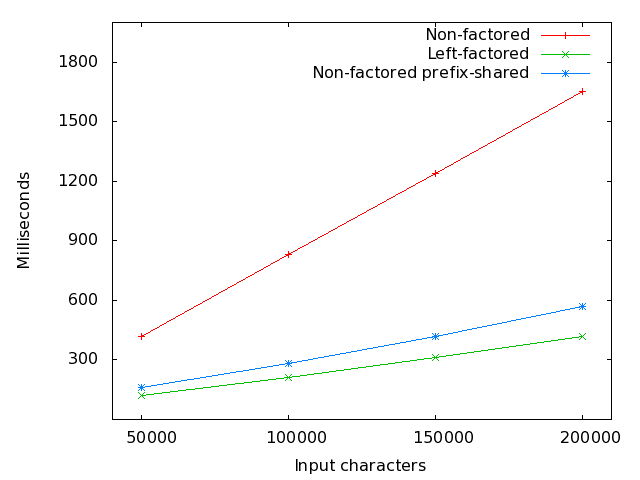 Non-factored
Left-factored
Non-factored prefix-shared
1800
1500
1200
900
600
300
Milliseconds
50000 100000 150000 200000
Input characters